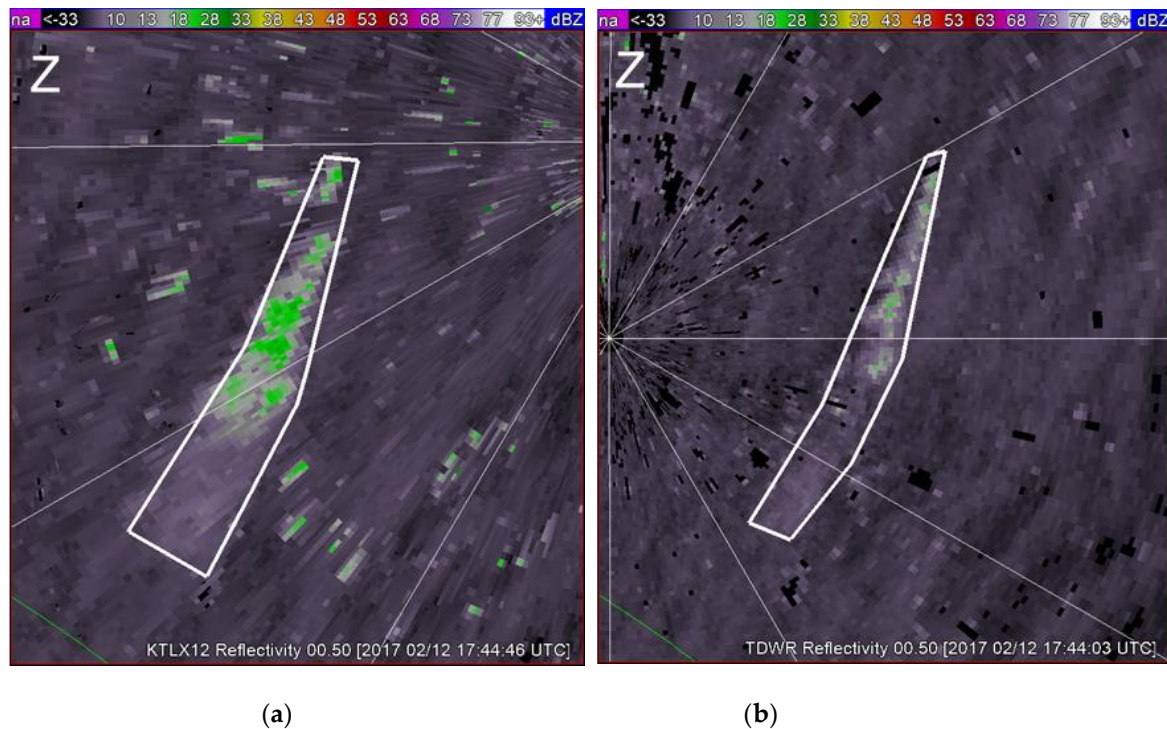 na <-33 10 13 18 28 33 43 48 53 63 68 73 77 93+ dBZ
Z
KTLX12 Reflectivity 00.50 [2017 02/12 17:44:46 UTC]
(a)
na <-33 10 13 18 28 33 43 48 53 63 68 73 77 93+ dBZ
Z
TDWR Reflectivity 00.50 [2017 02/12 17:44:03 UTC]
(b)